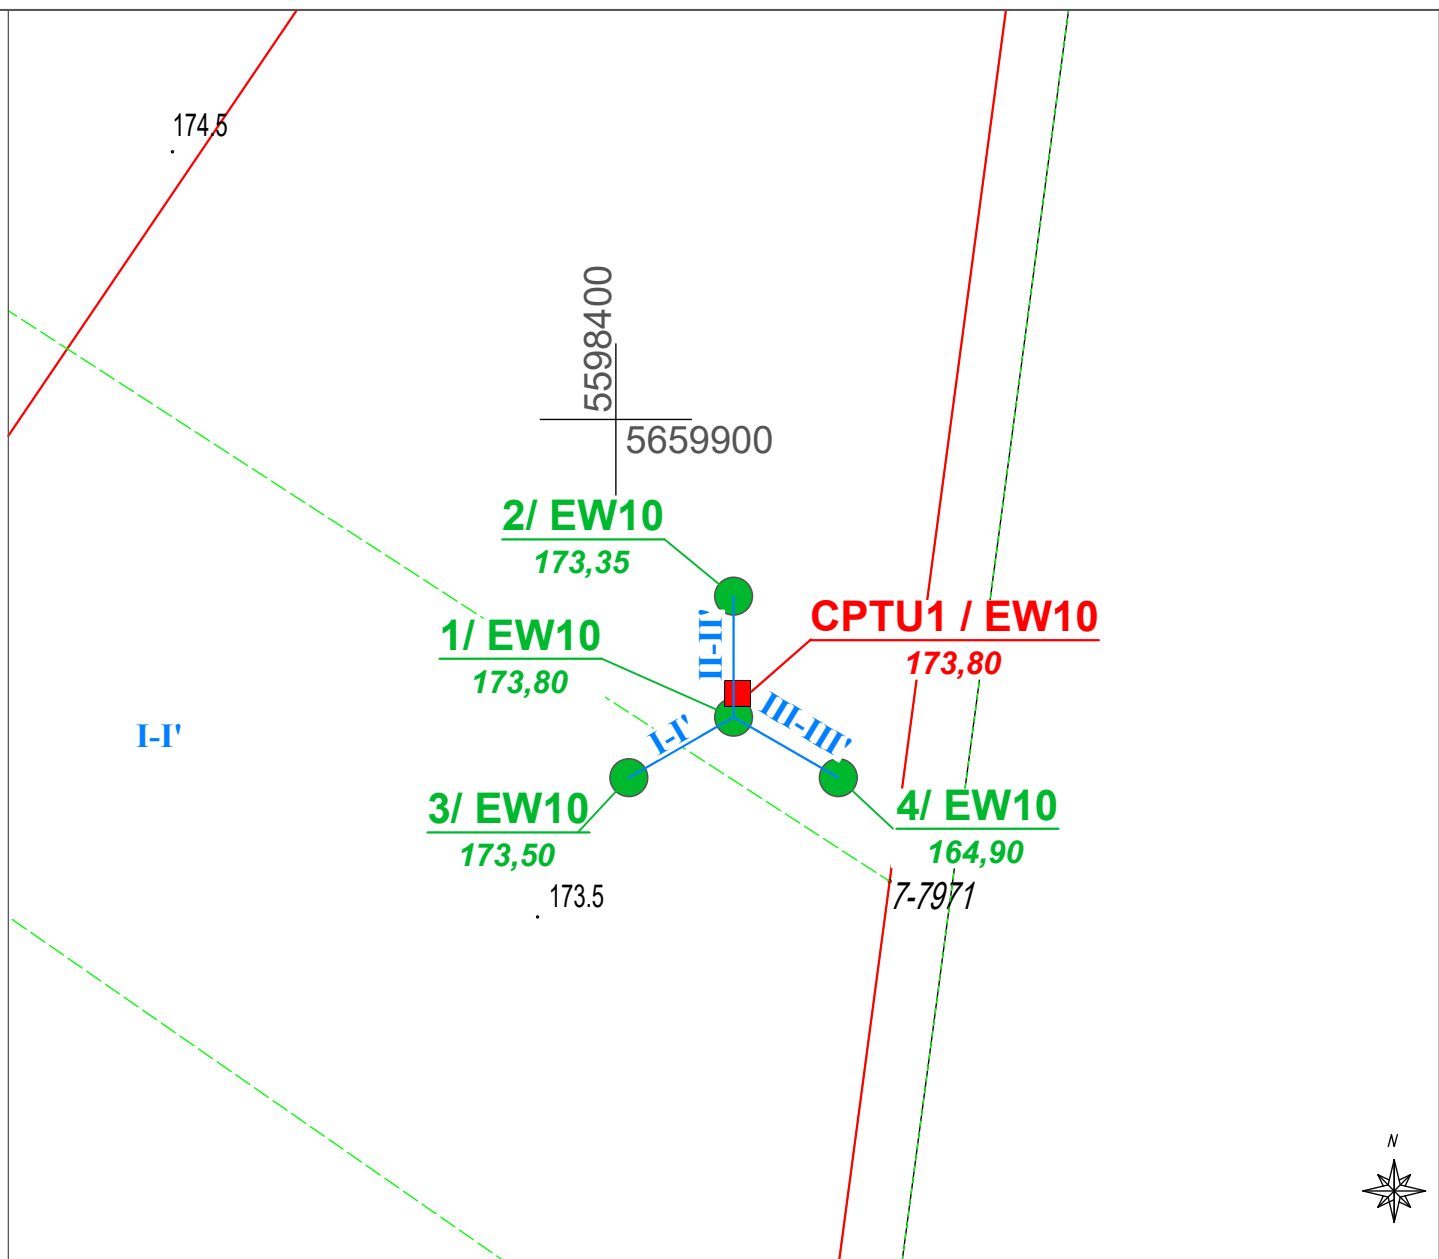 174.5
5598400
5659900
2/ EW10
173,35
CPTU1 / EW10
173,80
1/ EW10
173,80
II-II'
III-III'
I-I'
I-I'
3/ EW10
173,50
4/ EW10
164,90
173.5
7-7971
N